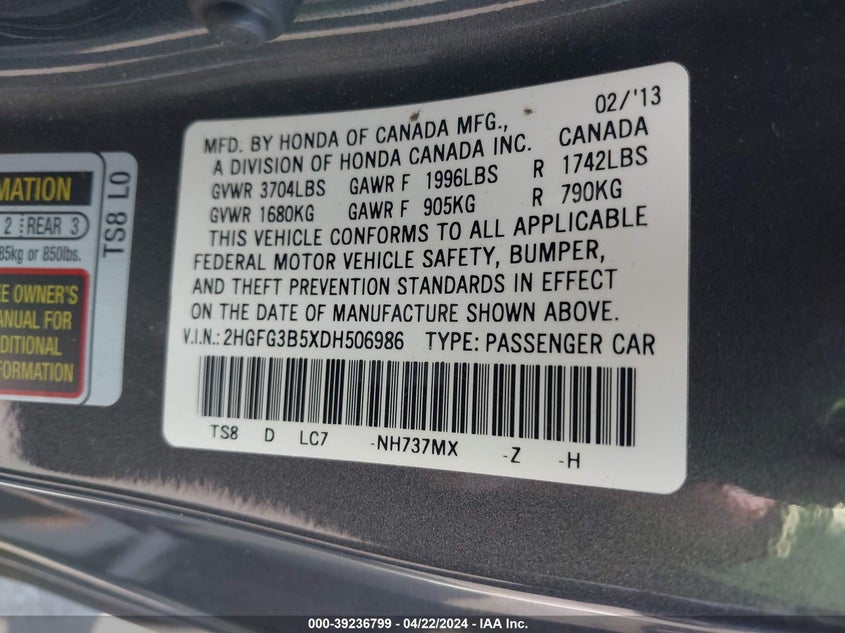 MATION
2 REAR 3
85kg or 850lbs.
EE OWNER'S
ANUAL FOR
DDITIONAL
FORMATION
TS8 L0
02/'13
MFD. BY HONDA OF CANADA MFG.,
A DIVISION OF HONDA CANADA INC. CANADA
GVWR 3704LBS GAWR F 1996LBS R 1742LBS
GVWR 1680KG GAWR F 905KG R 790KG
THIS VEHICLE CONFORMS TO ALL APPLICABLE
FEDERAL MOTOR VEHICLE SAFETY, BUMPER,
AND THEFT PREVENTION STANDARDS IN EFFECT
ON THE DATE OF MANUFACTURE SHOWN ABOVE.
V.I.N.: 2HGFG3B5XDH506986 TYPE: PASSENGER CAR
TS8 D LC7 -NH737MX -Z -H
000-39236799 - 04/22/2024 - IAA Inc.